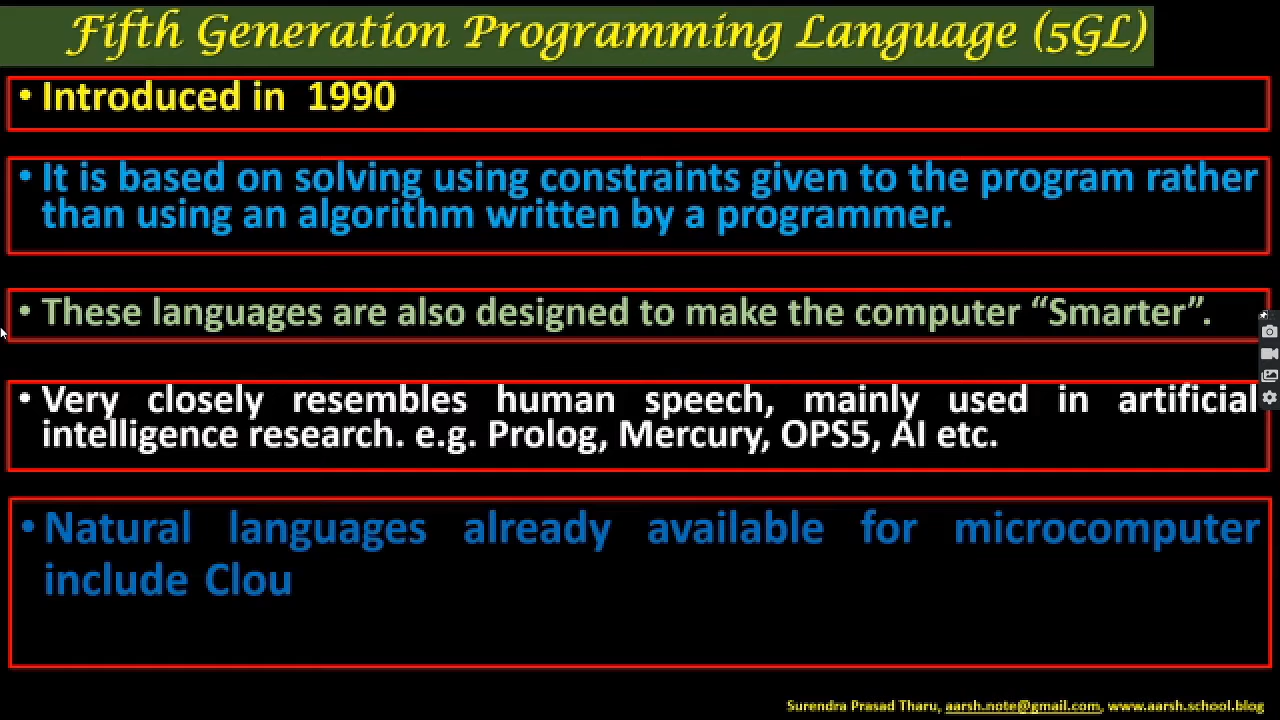 Fifth Generation Programming Language (5GL)
• Introduced in 1990
• It is based on solving using constraints given to the program rather
than using an algorithm written by a programmer.
• These languages are also designed to make the computer “Smarter”.
• Very closely resembles human speech, mainly used in artificial
intelligence research. e.g. Prolog, Mercury, OPS5, AI etc.
• Natural languages already available for microcomputer
include Clou
Surendra Prasad Tharu, aarsh.note@gmail.com, www.aarsh.school.blog